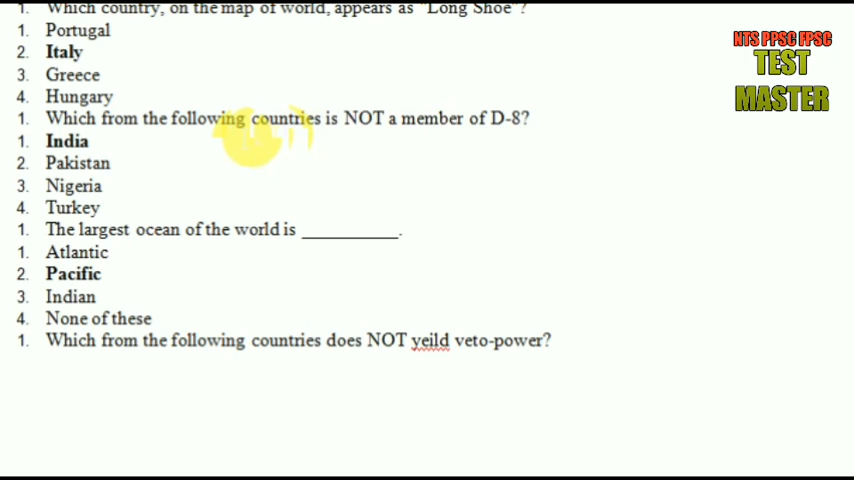 1. Which country, on the map of world, appears as "Long Shoe"?
1. Portugal
2. Italy
3. Greece
4. Hungary
1. Which from the following countries is NOT a member of D-8?
1. India
2. Pakistan
3. Nigeria
4. Turkey
1. The largest ocean of the world is __________.
1. Atlantic
2. Pacific
3. Indian
4. None of these
1. Which from the following countries does NOT yeild veto-power?
NTS PPSC FPSC
TEST
MASTER